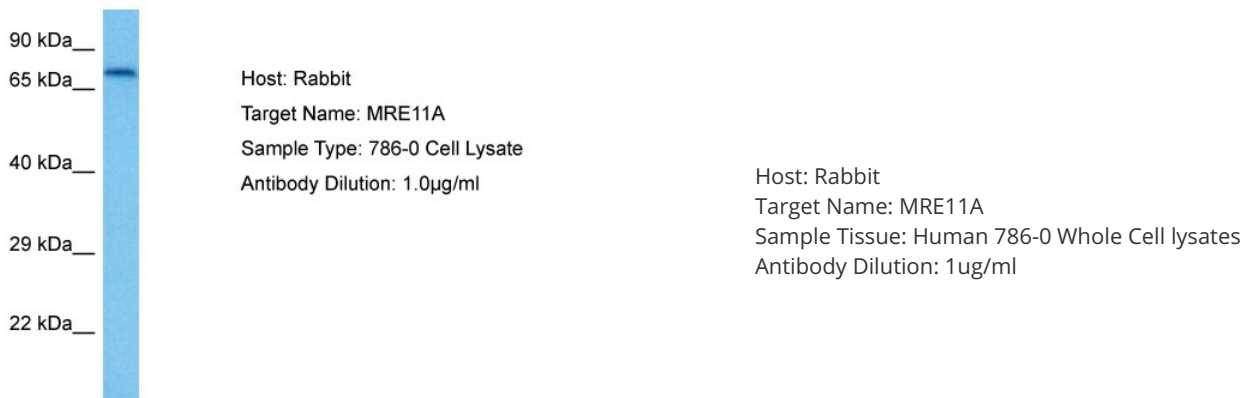 90 kDa__
65 kDa__
40 kDa__
29 kDa__
22 kDa__
Host: Rabbit
Target Name: MRE11A
Sample Type: 786-0 Cell Lysate
Antibody Dilution: 1.0µg/ml
Host: Rabbit
Target Name: MRE11A
Sample Tissue: Human 786-0 Whole Cell lysates
Antibody Dilution: 1ug/ml